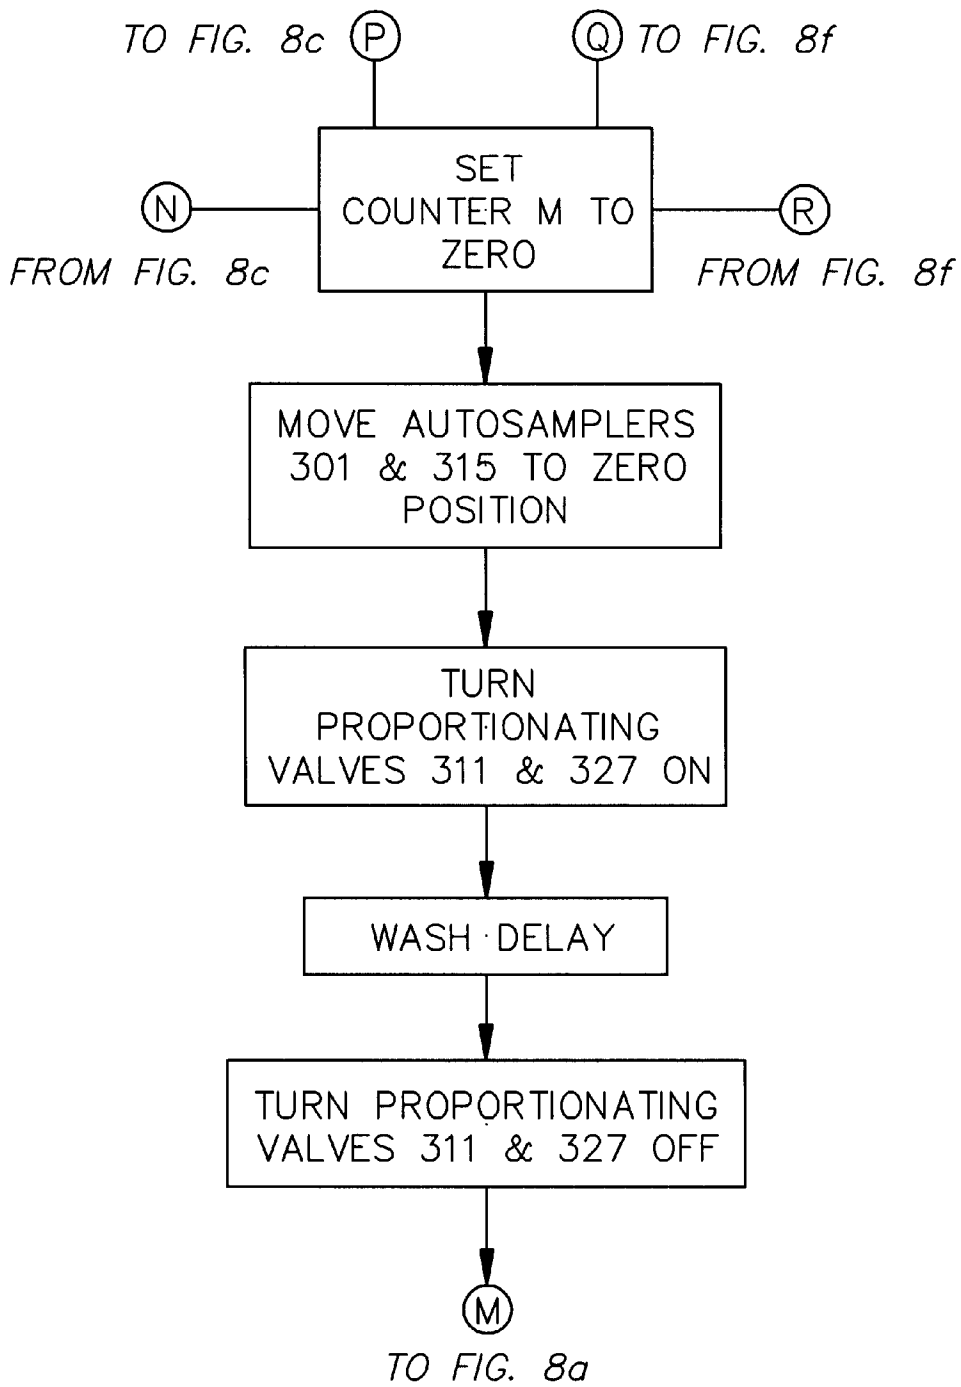 TO FIG. 8c P
Q TO FIG. 8f
SET
COUNTER M TO
ZERO
N
R
FROM FIG. 8c
FROM FIG. 8f
MOVE AUTOSAMPLERS
301 & 315 TO ZERO
POSITION
TURN
PROPORTIONATING
VALVES 311 & 327 ON
WASH DELAY
TURN PROPORTIONATING
VALVES 311 & 327 OFF
M
TO FIG. 8a